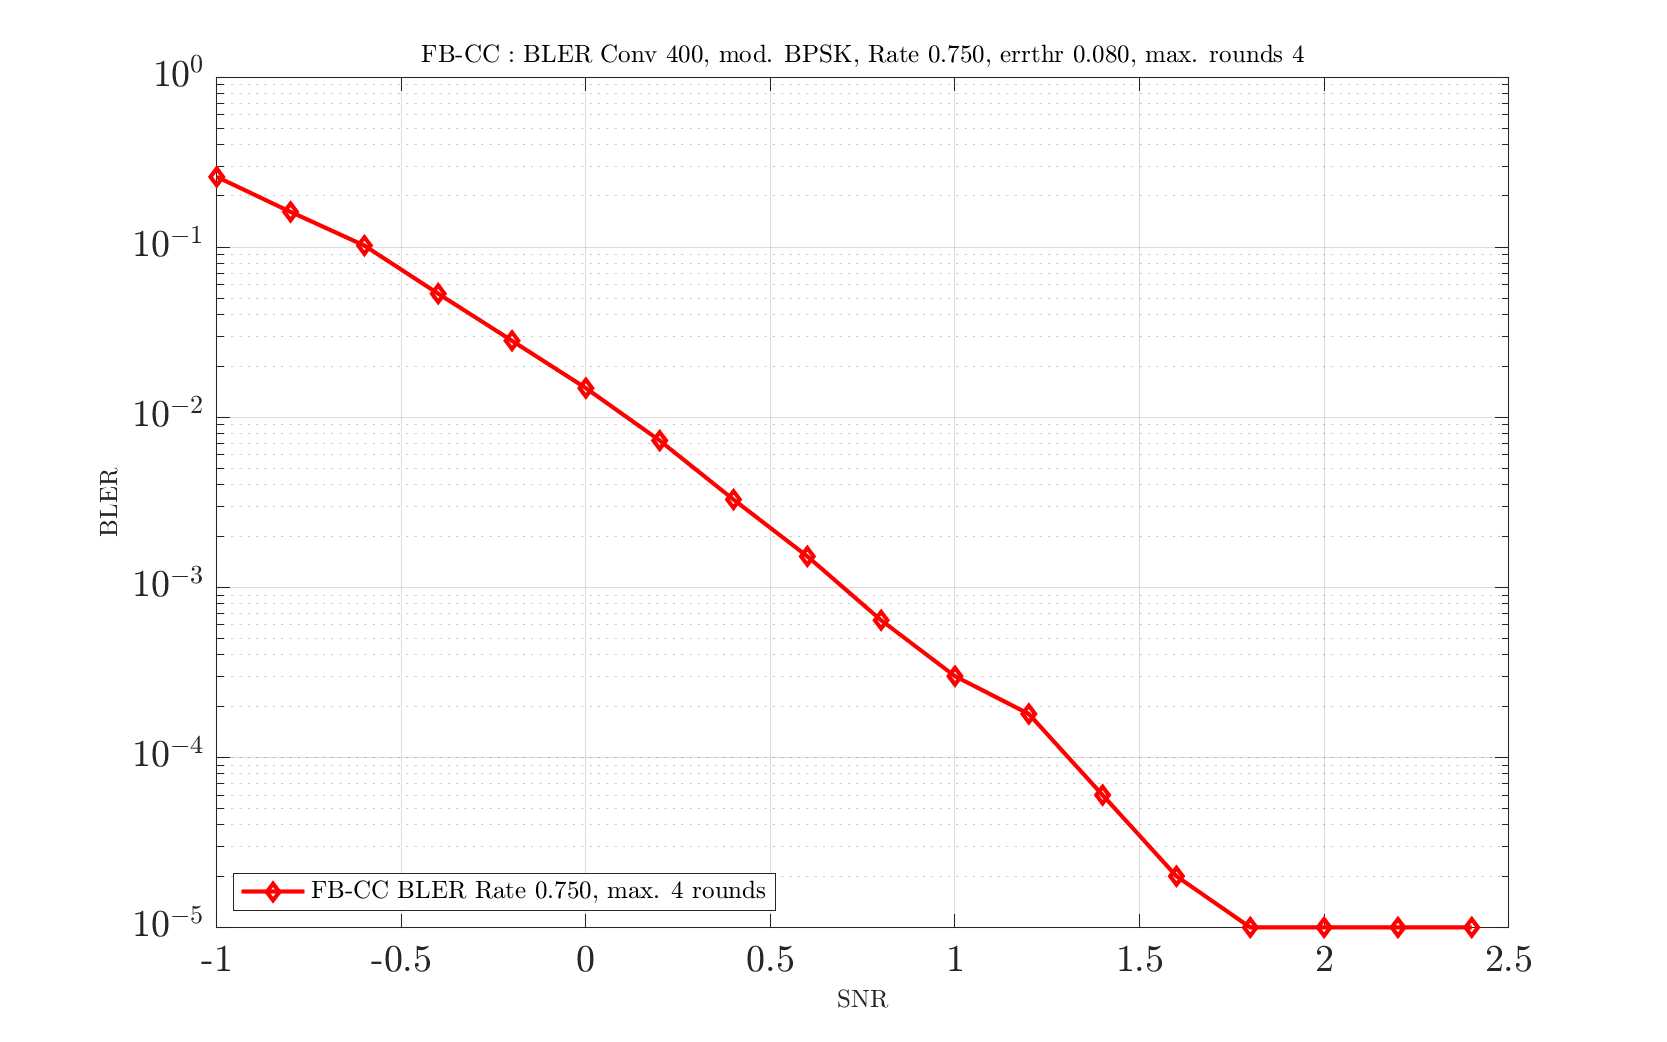 FB-CC : BLER Conv 400, mod. BPSK, Rate 0.750, errthr 0.080, max. rounds 4
10^0
10^-1
10^-2
10^-3
10^-4
10^-5
BLER
FB-CC BLER Rate 0.750, max. 4 rounds
-1 -0.5 0 0.5 1 1.5 2 2.5
SNR